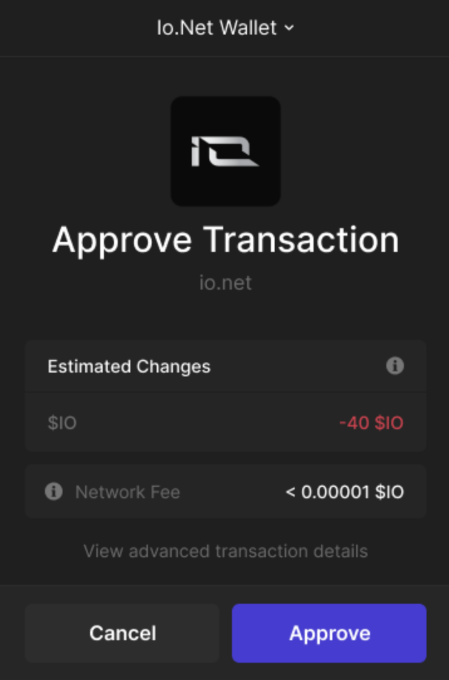 Io.Net Wallet
io
Approve Transaction
io.net
Estimated Changes
$IO
-40 $IO
Network Fee
< 0.00001 $IO
View advanced transaction details
Cancel
Approve